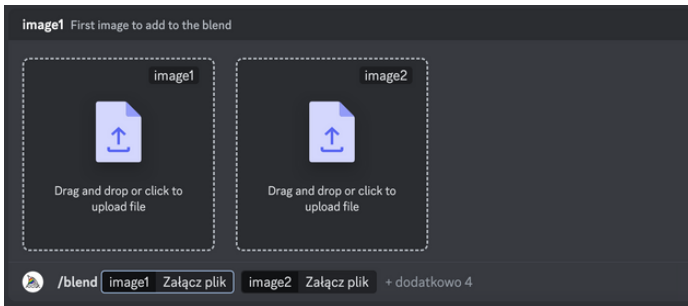 image1 First image to add to the blend
image1
image2
Drag and drop or click to
upload file
Drag and drop or click to
upload file
/blend image1 Załącz plik image2 Załącz plik + dodatkowo 4